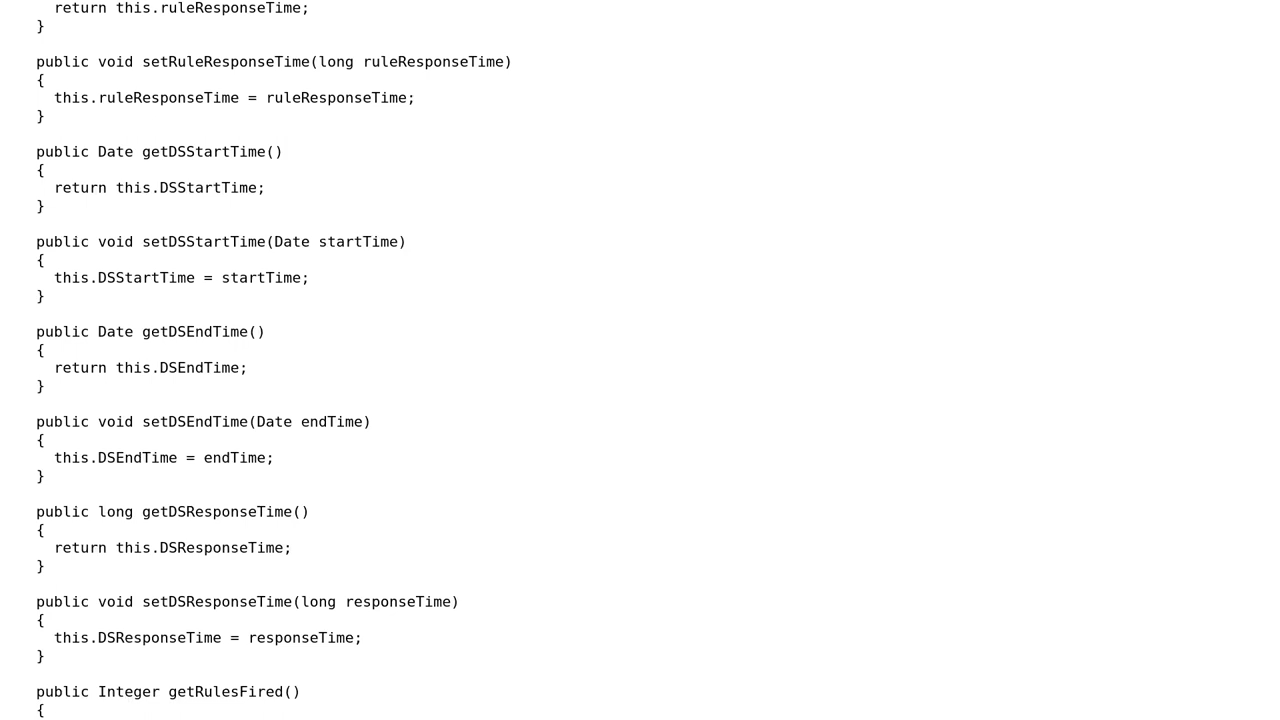 return this.ruleResponseTime;
}
public void setRuleResponseTime(long ruleResponseTime)
{
this.ruleResponseTime = ruleResponseTime;
}
public Date getDSStartTime()
{
return this.DSStartTime;
}
public void setDSStartTime(Date startTime)
{
this.DSStartTime = startTime;
}
public Date getDSEndTime()
{
return this.DSEndTime;
}
public void setDSEndTime(Date endTime)
{
this.DSEndTime = endTime;
}
public long getDSResponseTime()
{
return this.DSResponseTime;
}
public void setDSResponseTime(long responseTime)
{
this.DSResponseTime = responseTime;
}
public Integer getRulesFired()
{